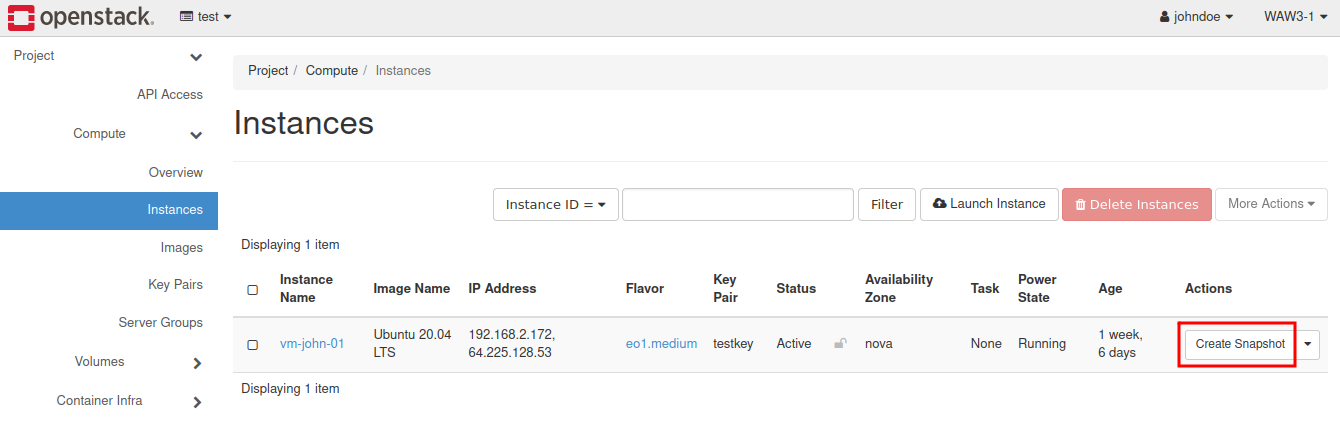 openstack. test johndoe WAW3-1
Project
API Access
Compute
Overview
Instances
Images
Key Pairs
Server Groups
Volumes
Container Infra
Project / Compute / Instances
Instances
Instance ID = Filter Launch Instance Delete Instances More Actions
Displaying 1 item
Instance Name Image Name IP Address Flavor Key Pair Status Availability Zone Task Power State Age Actions
vm-john-01 Ubuntu 20.04 LTS 192.168.2.172, 64.225.128.53 eo1.medium testkey Active nova None Running 1 week, 6 days Create Snapshot
Displaying 1 item